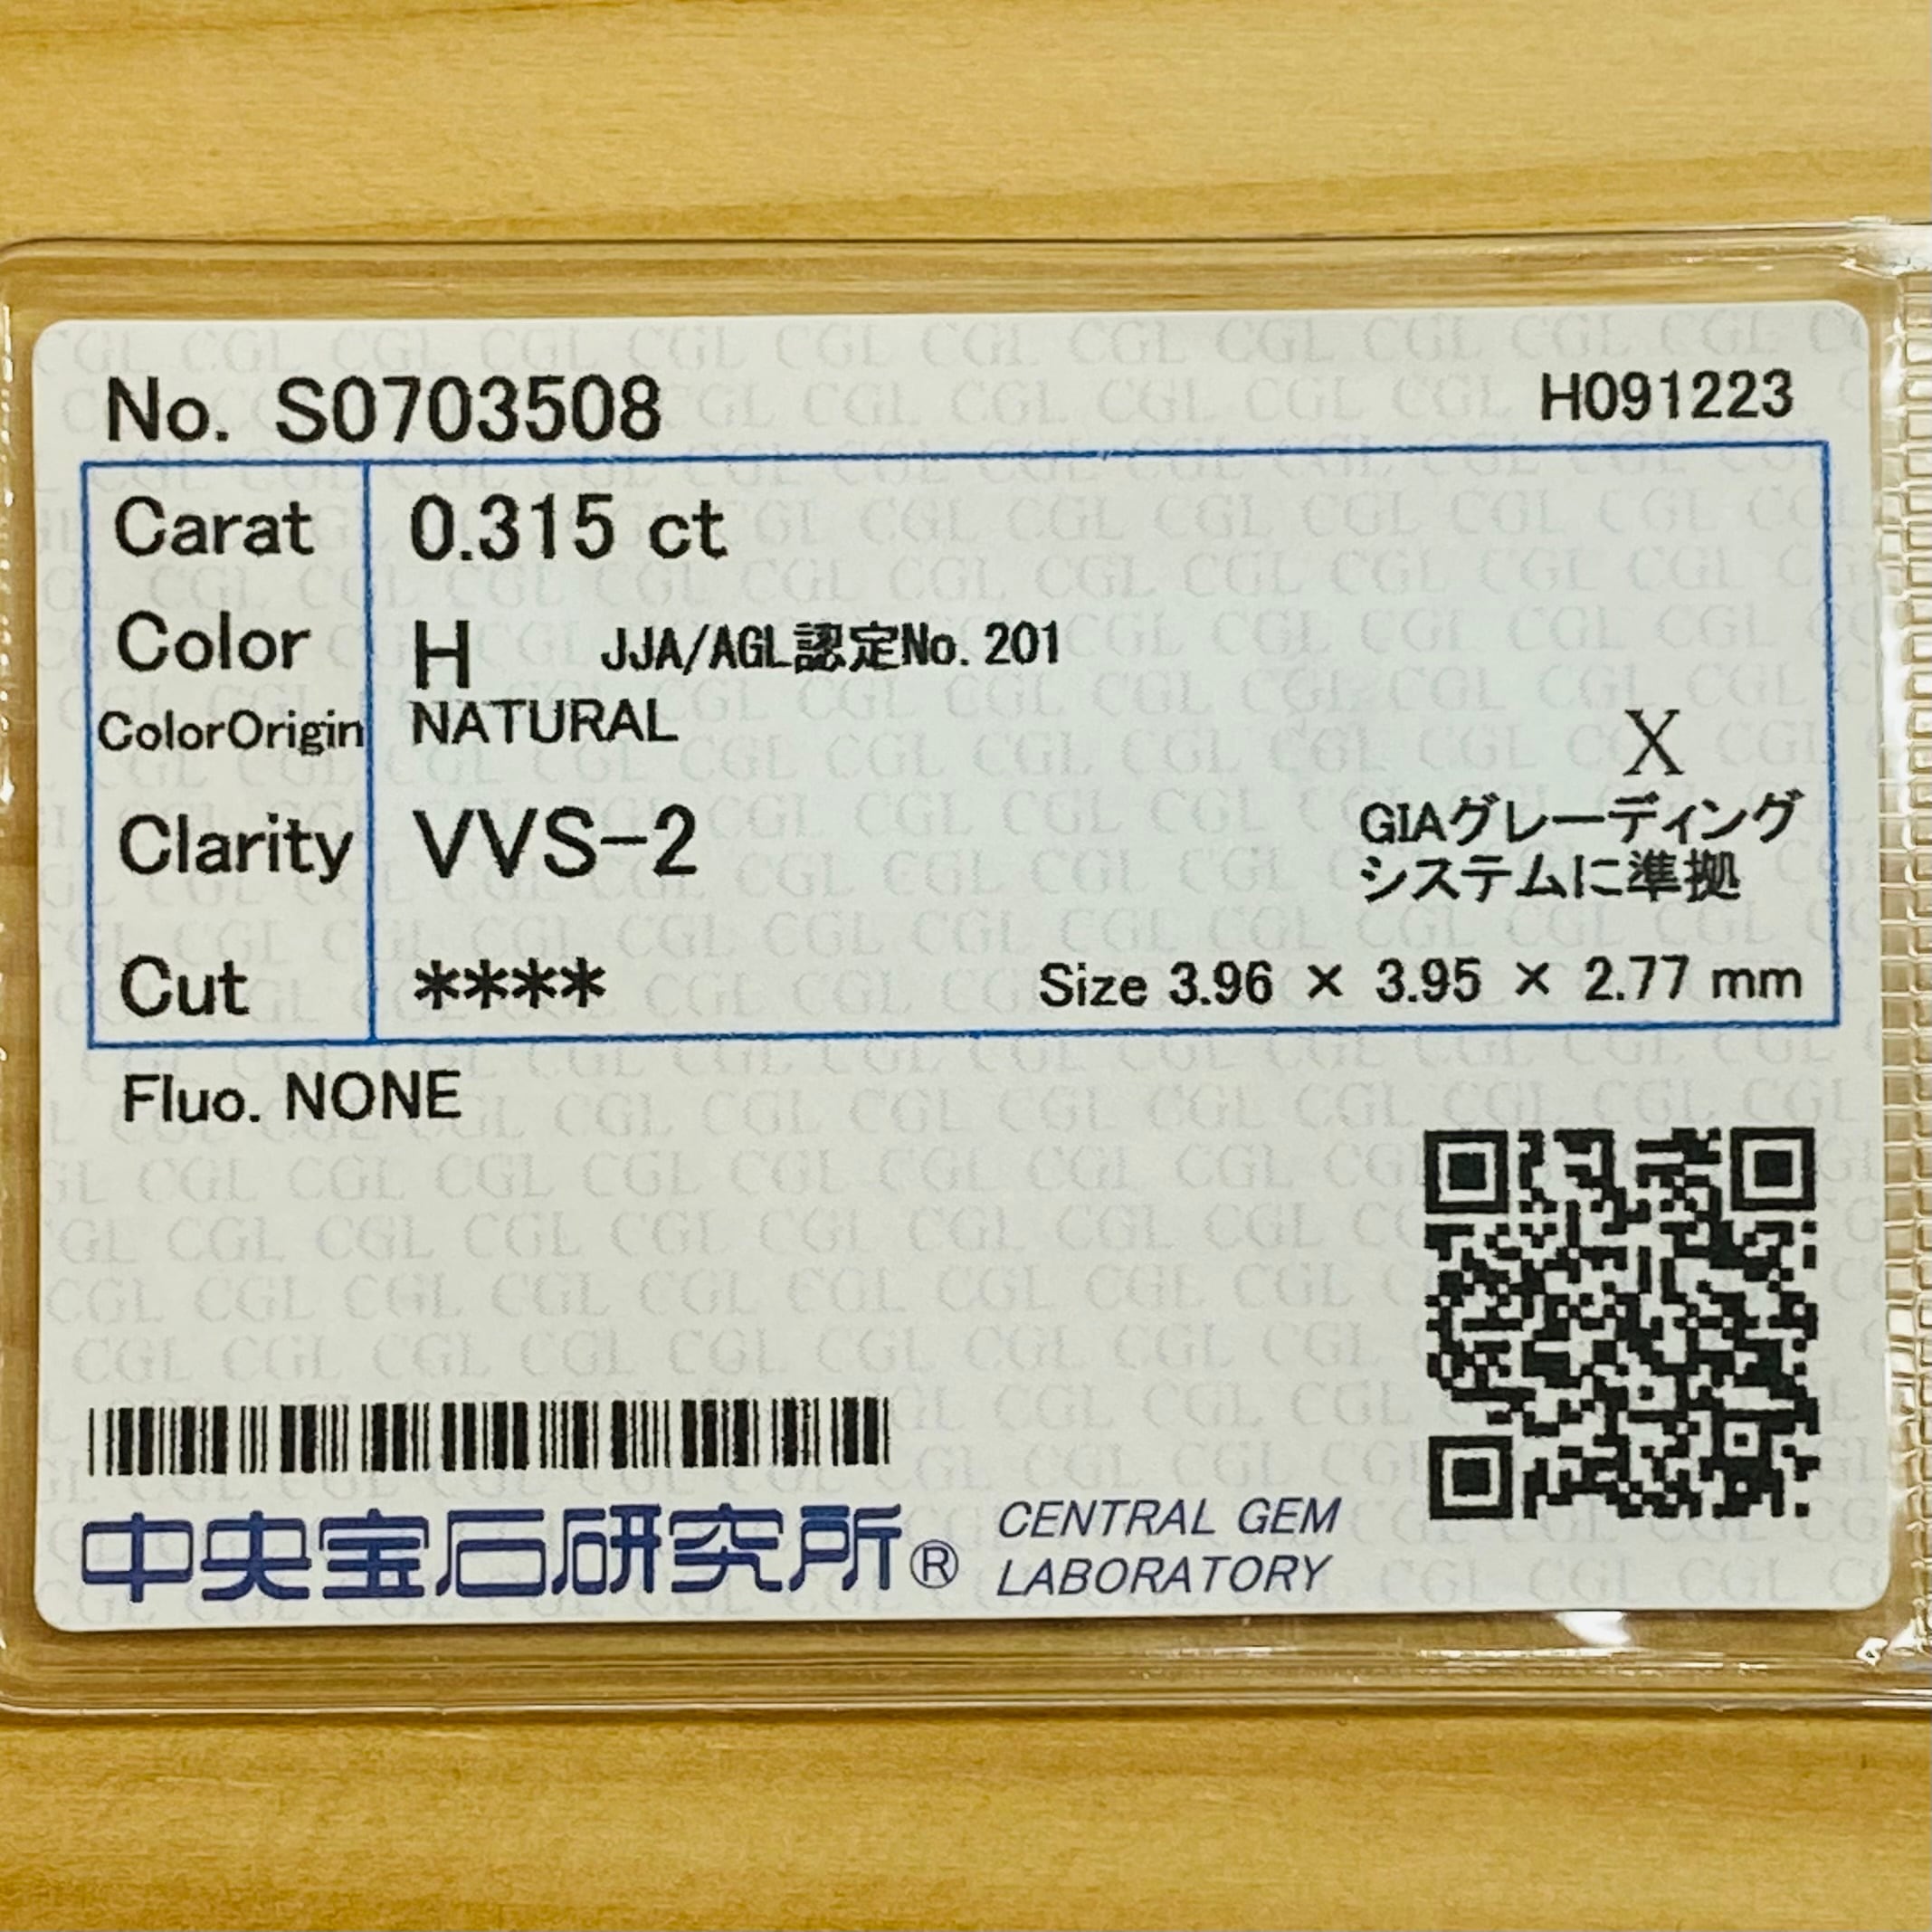 No. S0703508 H091223
Carat 0.315 ct
Color H JJA/AGL認定No.201
ColorOrigin NATURAL
X
Clarity VVS-2
GIAグレーディング
システムに準拠
Cut **** Size 3.96 × 3.95 × 2.77 mm
Fluo. NONE
中央宝石研究所® CENTRAL GEM
LABORATORY